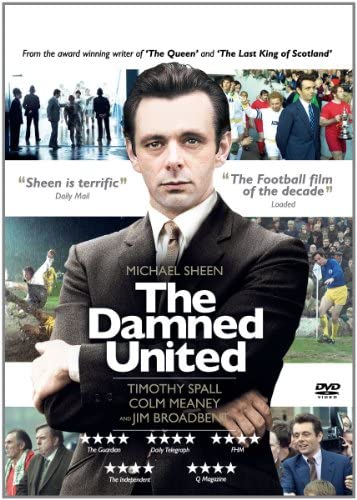 From the award winning writer of 'The Queen' and 'The Last King of Scotland'
"Sheen is terrific"
Daily Mail
"The Football film
of the decade"
Loaded
MICHAEL SHEEN
The
Damned
United
TIMOTHY SPALL
COLM MEANEY
AND JIM BROADBENT
DVD
VIDEO
★★★★ ★★★★ ★★★★
The Guardian Daily Telegraph FHM
★★★★ ★★★★
The Independent Q Magazine